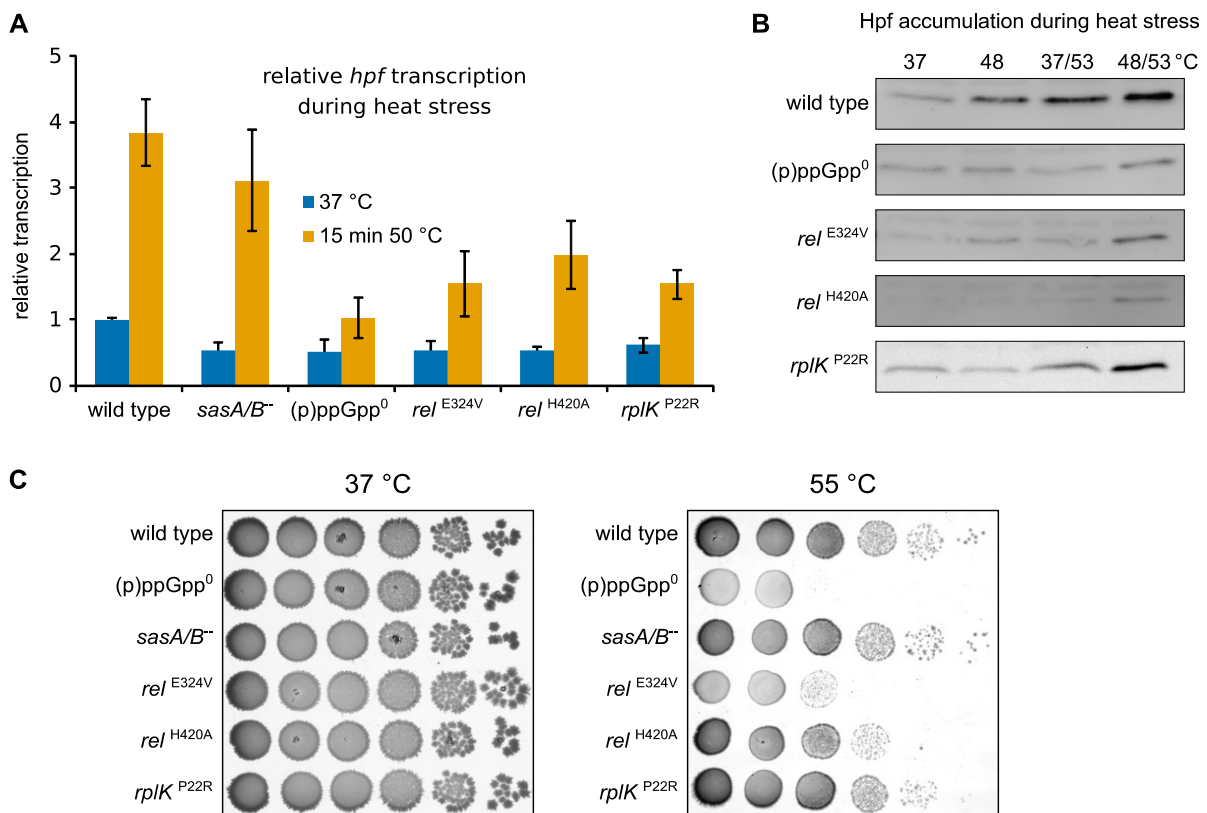 A
relative hpf transcription
during heat stress
relative transcription
5
4
3
2
1
0
37 °C
15 min 50 °C
wild type sasA/B-- (p)ppGpp⁰ rel E324V rel H420A rplK P22R
B
Hpf accumulation during heat stress
37 48 37/53 48/53 °C
wild type
(p)ppGpp⁰
rel E324V
rel H420A
rplK P22R
C
37 °C 55 °C
wild type wild type
(p)ppGpp⁰ (p)ppGpp⁰
sasA/B-- sasA/B--
rel E324V rel E324V
rel H420A rel H420A
rplK P22R rplK P22R